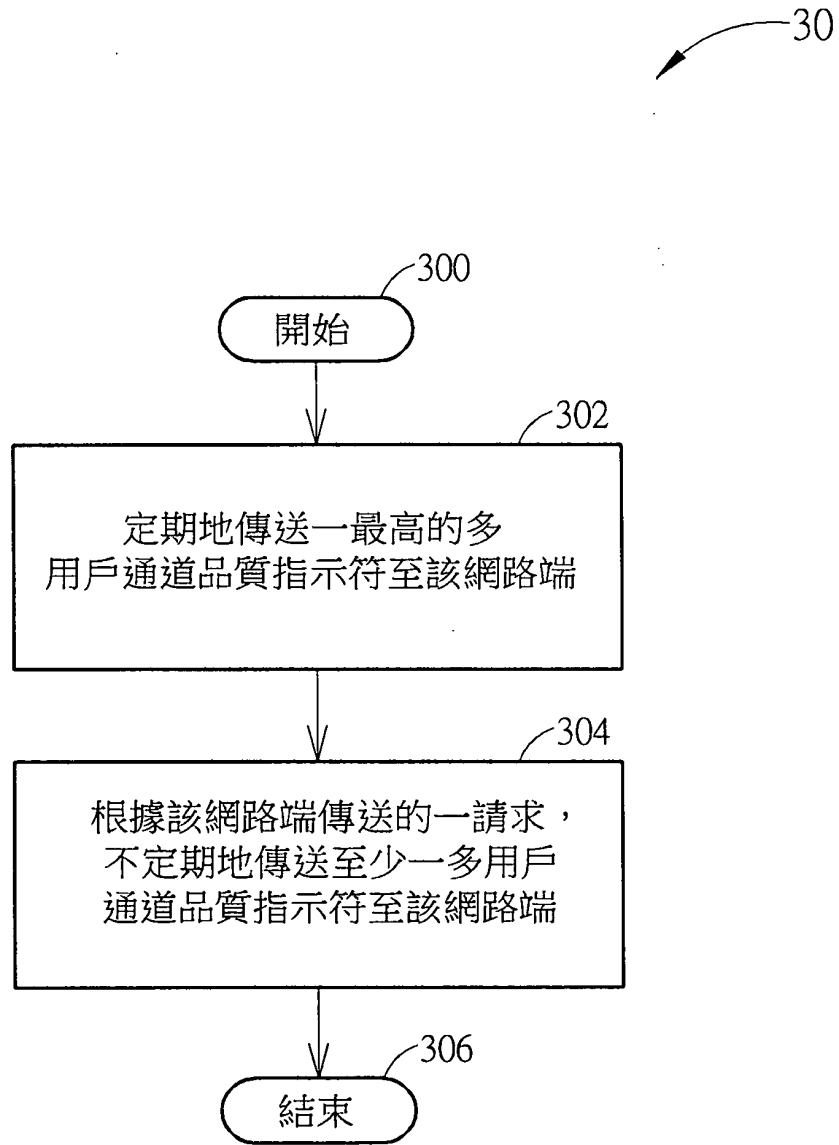 30
300
開始
302
定期地傳送一最高的多
用戶通道品質指示符至該網路端
304
根據該網路端傳送的一請求，
不定期地傳送至少一多用戶
通道品質指示符至該網路端
306
結束